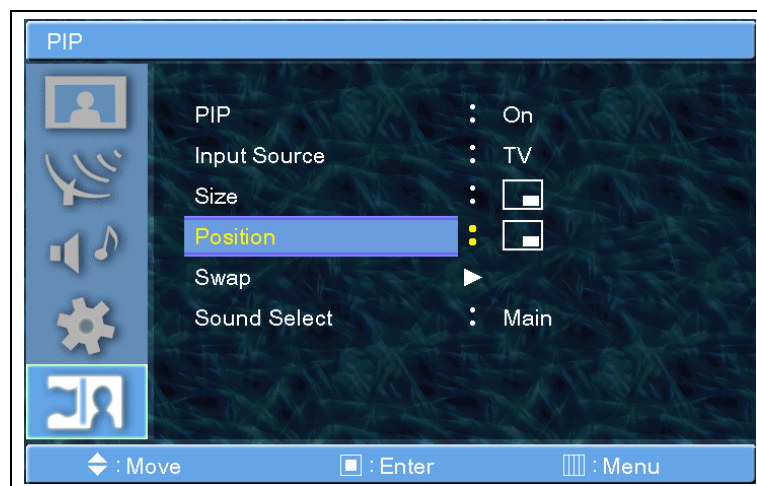 PIP
PIP : On
Input Source : TV
Size :
Position :
Swap
Sound Select : Main
: Move : Enter : Menu